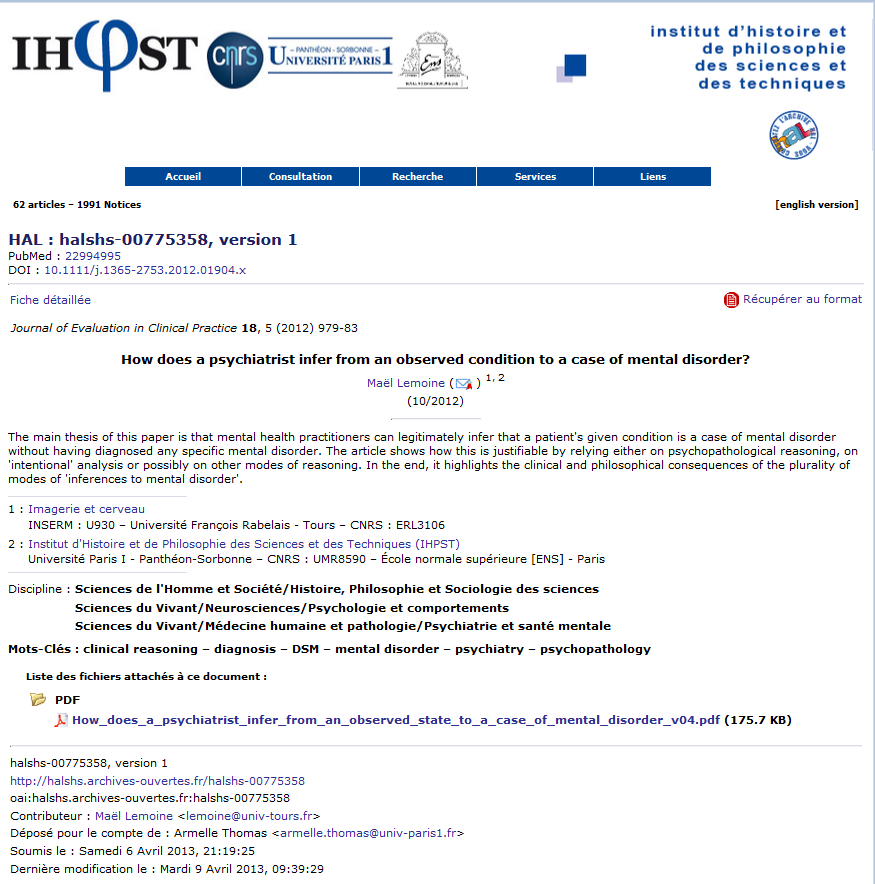 IHφST
cnrs
– PANTHÉON - SORBONNE –
UNIVERSITÉ PARIS 1
Ens
institut d'histoire et
de philosophie
des sciences et
des techniques
Accueil Consultation Recherche Services Liens
62 articles – 1991 Notices [english version]
HAL : halshs-00775358, version 1
PubMed : 22994995
DOI : 10.1111/j.1365-2753.2012.01904.x
Fiche détaillée Récupérer au format
Journal of Evaluation in Clinical Practice 18, 5 (2012) 979-83
How does a psychiatrist infer from an observed condition to a case of mental disorder?
Maël Lemoine ( ) 1, 2
(10/2012)
The main thesis of this paper is that mental health practitioners can legitimately infer that a patient's given condition is a case of mental disorder
without having diagnosed any specific mental disorder. The article shows how this is justifiable by relying either on psychopathological reasoning, on
'intentional' analysis or possibly on other modes of reasoning. In the end, it highlights the clinical and philosophical consequences of the plurality of
modes of 'inferences to mental disorder'.
1 : Imagerie et cerveau
INSERM : U930 – Université François Rabelais - Tours – CNRS : ERL3106
2 : Institut d'Histoire et de Philosophie des Sciences et des Techniques (IHPST)
Université Paris I - Panthéon-Sorbonne – CNRS : UMR8590 – École normale supérieure [ENS] - Paris
Discipline : Sciences de l'Homme et Société/Histoire, Philosophie et Sociologie des sciences
Sciences du Vivant/Neurosciences/Psychologie et comportements
Sciences du Vivant/Médecine humaine et pathologie/Psychiatrie et santé mentale
Mots-Clés : clinical reasoning – diagnosis – DSM – mental disorder – psychiatry – psychopathology
Liste des fichiers attachés à ce document :
PDF
How_does_a_psychiatrist_infer_from_an_observed_state_to_a_case_of_mental_disorder_v04.pdf (175.7 KB)
halshs-00775358, version 1
http://halshs.archives-ouvertes.fr/halshs-00775358
oai:halshs.archives-ouvertes.fr:halshs-00775358
Contributeur : Maël Lemoine <lemoine@univ-tours.fr>
Déposé pour le compte de : Armelle Thomas <armelle.thomas@univ-paris1.fr>
Soumis le : Samedi 6 Avril 2013, 21:19:25
Dernière modification le : Mardi 9 Avril 2013, 09:39:29